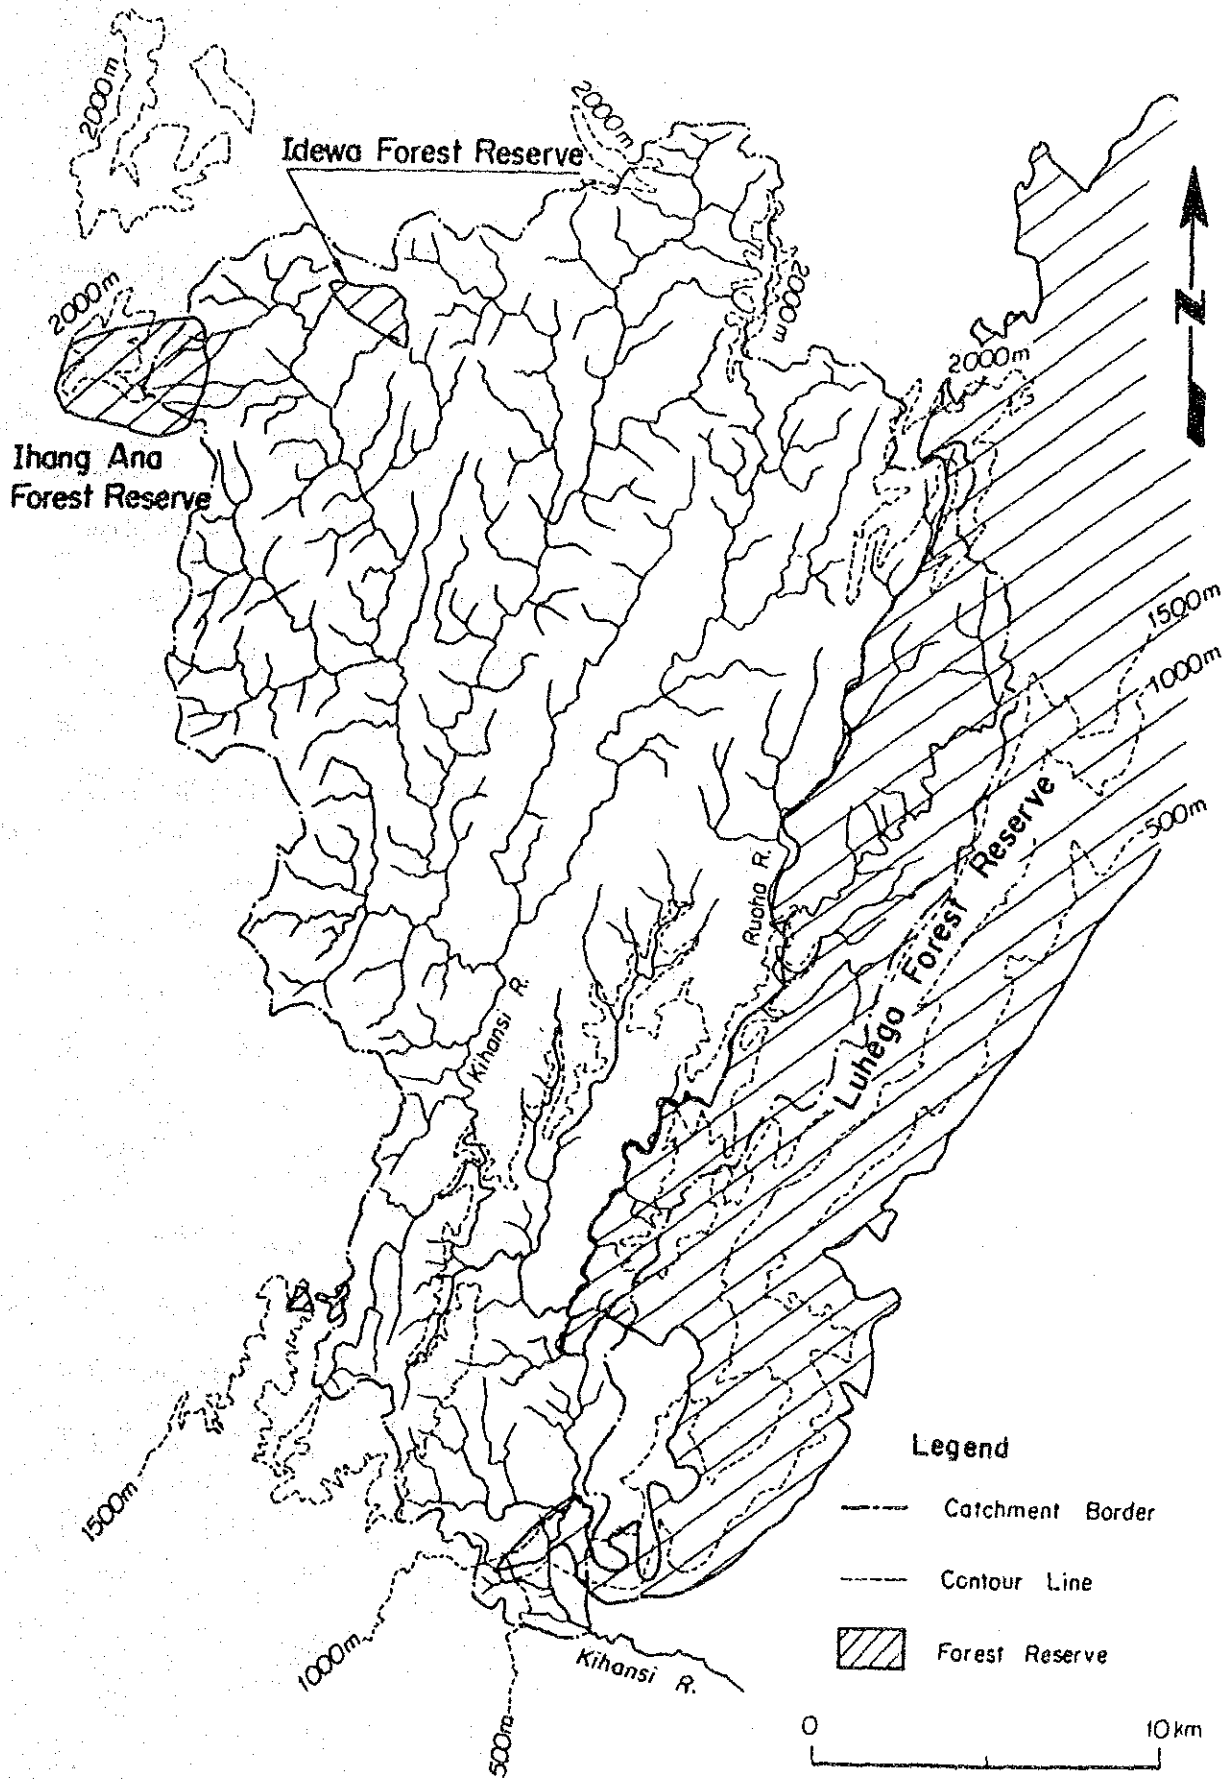 2000m
2000m
Idewa Forest Reserve
2000m
2000m
2000m
Ihang Ana
Forest Reserve
1500m
1000m
500m
Ruaha R.
Luhego Forest Reserve
Kihansi R.
Legend
Catchment Border
Contour Line
Forest Reserve
1500m
1000m
500m
Kihansi R.
0 10km
N